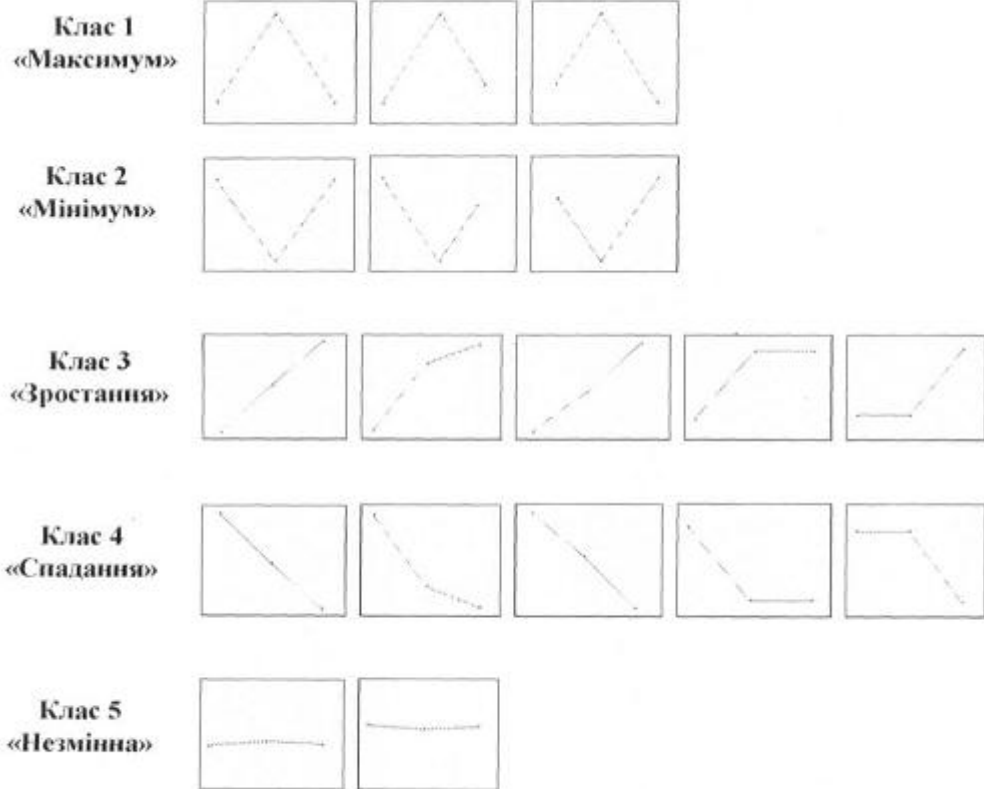 Клас 1
«Максимум»
Клас 2
«Мінімум»
Клас 3
«Зростання»
Клас 4
«Спадання»
Клас 5
«Незмінна»